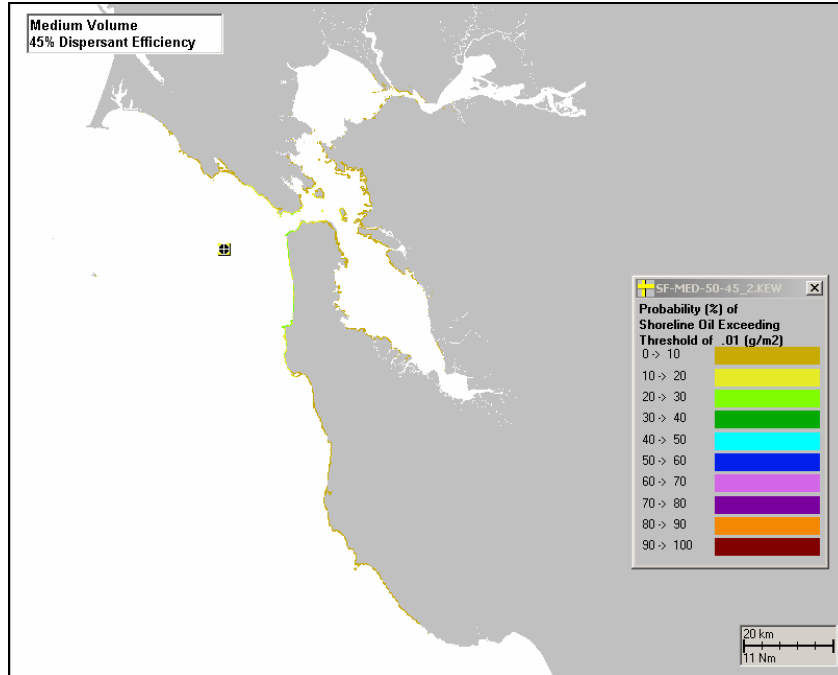 Medium Volume
45% Dispersant Efficiency
SF-MED-50-45_2.KEW
Probability (%) of
Shoreline Oil Exceeding
Threshold of .01 (g/m2)
0 -> 10
10 -> 20
20 -> 30
30 -> 40
40 -> 50
50 -> 60
60 -> 70
70 -> 80
80 -> 90
90 -> 100
20 km
11 Nm